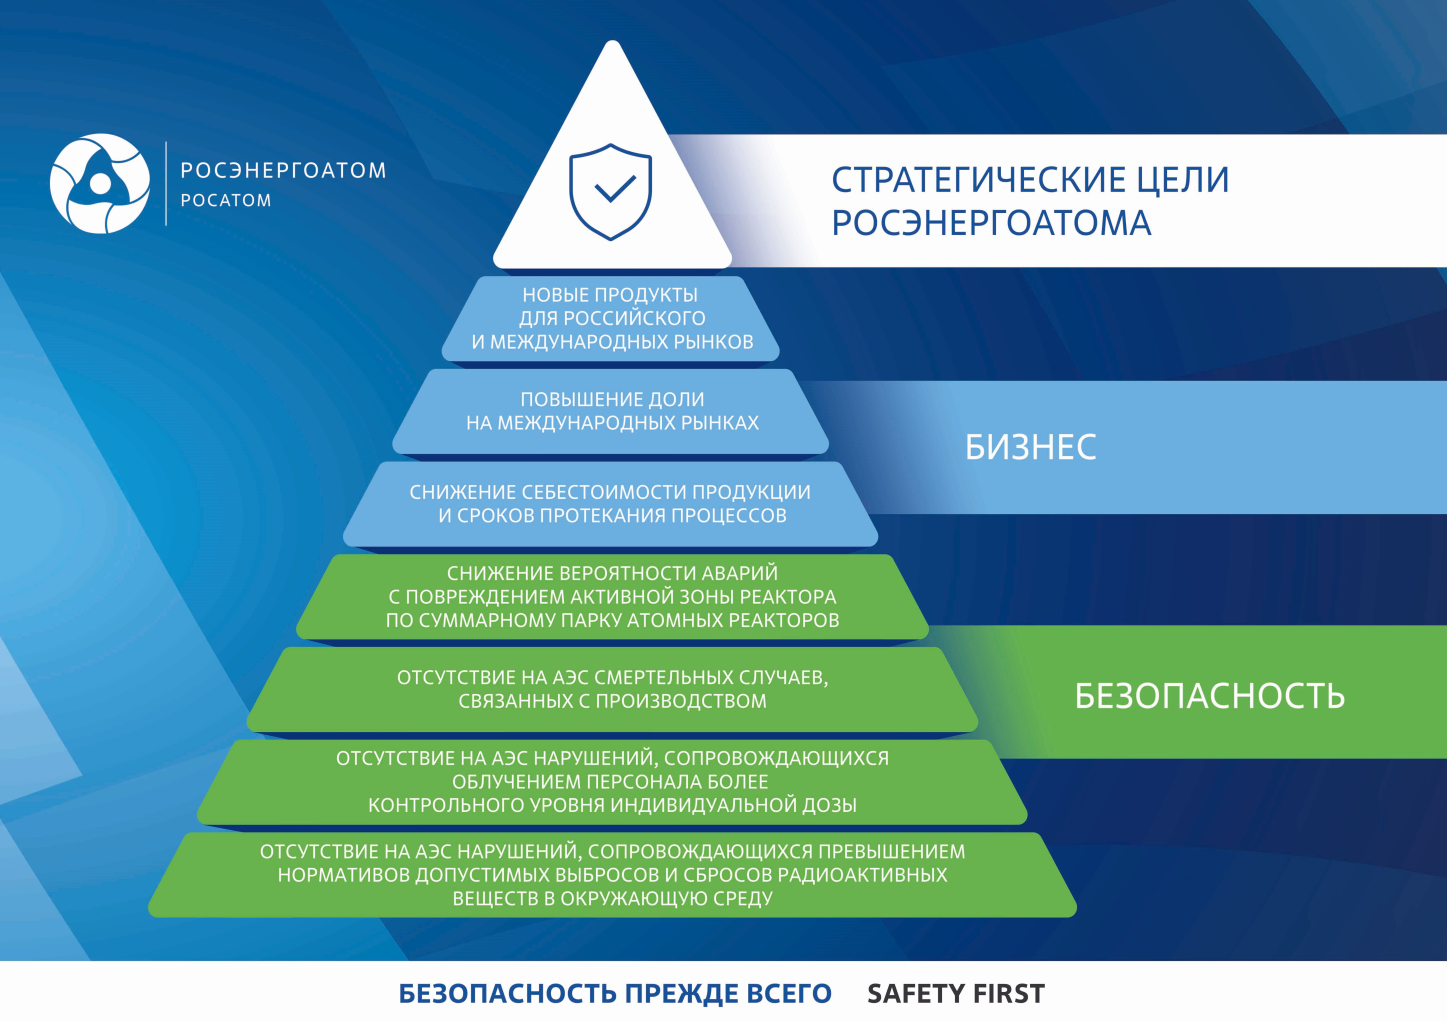 РОСЭНЕРГОАТОМ
РОСАТОМ
СТРАТЕГИЧЕСКИЕ ЦЕЛИ
РОСЭНЕРГОАТОМА
НОВЫЕ ПРОДУКТЫ
ДЛЯ РОССИЙСКОГО
И МЕЖДУНАРОДНЫХ РЫНКОВ
ПОВЫШЕНИЕ ДОЛИ
НА МЕЖДУНАРОДНЫХ РЫНКАХ
БИЗНЕС
СНИЖЕНИЕ СЕБЕСТОИМОСТИ ПРОДУКЦИИ
И СРОКОВ ПРОТЕКАНИЯ ПРОЦЕССОВ
СНИЖЕНИЕ ВЕРОЯТНОСТИ АВАРИЙ
С ПОВРЕЖДЕНИЕМ АКТИВНОЙ ЗОНЫ РЕАКТОРА
ПО СУММАРНОМУ ПАРКУ АТОМНЫХ РЕАКТОРОВ
ОТСУТСТВИЕ НА АЭС СМЕРТЕЛЬНЫХ СЛУЧАЕВ,
СВЯЗАННЫХ С ПРОИЗВОДСТВОМ
БЕЗОПАСНОСТЬ
ОТСУТСТВИЕ НА АЭС НАРУШЕНИЙ, СОПРОВОЖДАЮЩИХСЯ
ОБЛУЧЕНИЕМ ПЕРСОНАЛА БОЛЕЕ
КОНТРОЛЬНОГО УРОВНЯ ИНДИВИДУАЛЬНОЙ ДОЗЫ
ОТСУТСТВИЕ НА АЭС НАРУШЕНИЙ, СОПРОВОЖДАЮЩИХСЯ ПРЕВЫШЕНИЕМ
НОРМАТИВОВ ДОПУСТИМЫХ ВЫБРОСОВ И СБРОСОВ РАДИОАКТИВНЫХ
ВЕЩЕСТВ В ОКРУЖАЮЩУЮ СРЕДУ
БЕЗОПАСНОСТЬ ПРЕЖДЕ ВСЕГО SAFETY FIRST